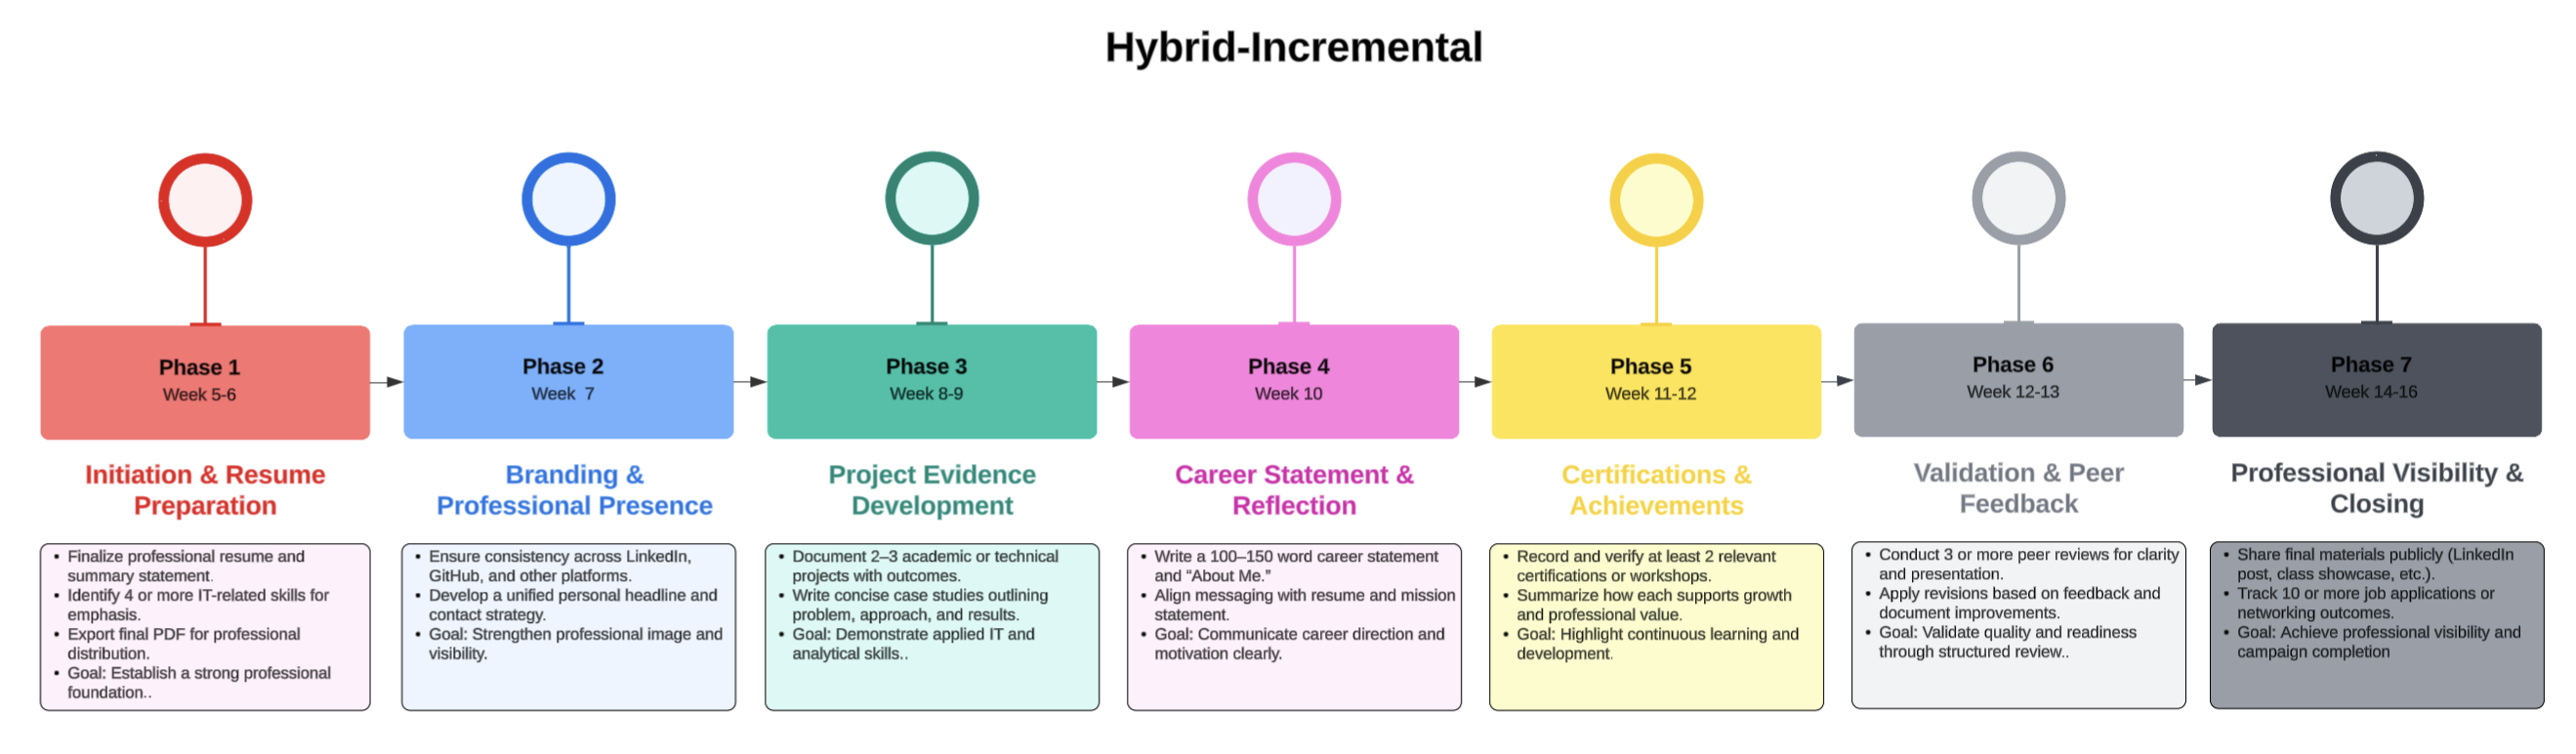 Hybrid-Incremental
Phase 1
Week 5-6
Initiation & Resume
Preparation
• Finalize professional resume and
summary statement.
• Identify 4 or more IT-related skills for
emphasis.
• Export final PDF for professional
distribution.
• Goal: Establish a strong professional
foundation..
Phase 2
Week 7
Branding &
Professional Presence
• Ensure consistency across LinkedIn,
GitHub, and other platforms.
• Develop a unified personal headline and
contact strategy.
• Goal: Strengthen professional image and
visibility.
Phase 3
Week 8-9
Project Evidence
Development
• Document 2–3 academic or technical
projects with outcomes.
• Write concise case studies outlining
problem, approach, and results.
• Goal: Demonstrate applied IT and
analytical skills..
Phase 4
Week 10
Career Statement &
Reflection
• Write a 100–150 word career statement
and “About Me.”
• Align messaging with resume and mission
statement.
• Goal: Communicate career direction and
motivation clearly.
Phase 5
Week 11-12
Certifications &
Achievements
• Record and verify at least 2 relevant
certifications or workshops.
• Summarize how each supports growth
and professional value.
• Goal: Highlight continuous learning and
development.
Phase 6
Week 12-13
Validation & Peer
Feedback
• Conduct 3 or more peer reviews for clarity
and presentation.
• Apply revisions based on feedback and
document improvements.
• Goal: Validate quality and readiness
through structured review..
Phase 7
Week 14-16
Professional Visibility &
Closing
• Share final materials publicly (LinkedIn
post, class showcase, etc.).
• Track 10 or more job applications or
networking outcomes.
• Goal: Achieve professional visibility and
campaign completion